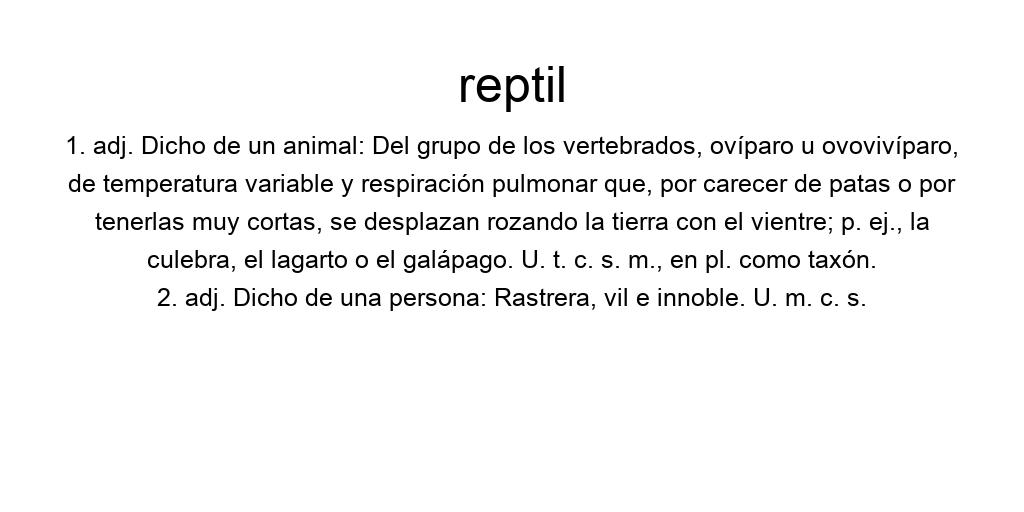 reptil
1. adj. Dicho de un animal: Del grupo de los vertebrados, ovíparo u ovovivíparo,
de temperatura variable y respiración pulmonar que, por carecer de patas o por
tenerlas muy cortas, se desplazan rozando la tierra con el vientre; p. ej., la
culebra, el lagarto o el galápago. U. t. c. s. m., en pl. como taxón.
2. adj. Dicho de una persona: Rastrera, vil e innoble. U. m. c. s.